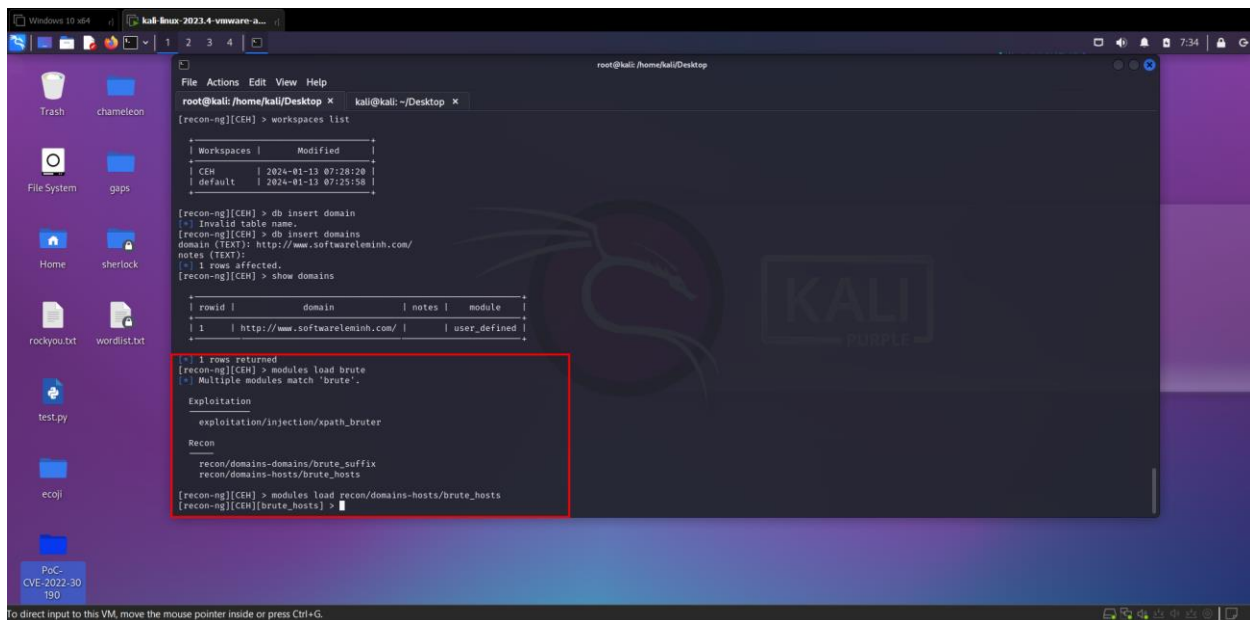 Windows 10 x64
kali-linux-2023.4-vmware-a...
1 2 3 4
7:34
root@kali: /home/kali/Desktop
File Actions Edit View Help
root@kali: /home/kali/Desktop ×
kali@kali: ~/Desktop ×
Trash
chameleon
File System
gaps
Home
sherlock
rockyou.txt
wordlist.txt
test.py
ecoji
PoC-
CVE-2022-30
190
[recon-ng][CEH] > workspaces list
| Workspaces | Modified |
| CEH | 2024-01-13 07:28:20 |
| default | 2024-01-13 07:25:58 |
[recon-ng][CEH] > db insert domain
[*] Invalid table name.
[recon-ng][CEH] > db insert domains
domain (TEXT): http://www.softwareleminh.com/
notes (TEXT):
[*] 1 rows affected.
[recon-ng][CEH] > show domains
| rowid | domain | notes | module |
| 1 | http://www.softwareleminh.com/ | | user_defined |
[*] 1 rows returned
[recon-ng][CEH] > modules load brute
[*] Multiple modules match 'brute'.
Exploitation
exploitation/injection/xpath_bruter
Recon
recon/domains-domains/brute_suffix
recon/domains-hosts/brute_hosts
[recon-ng][CEH] > modules load recon/domains-hosts/brute_hosts
[recon-ng][CEH][brute_hosts] >
KALI
PURPLE
To direct input to this VM, move the mouse pointer inside or press Ctrl+G.